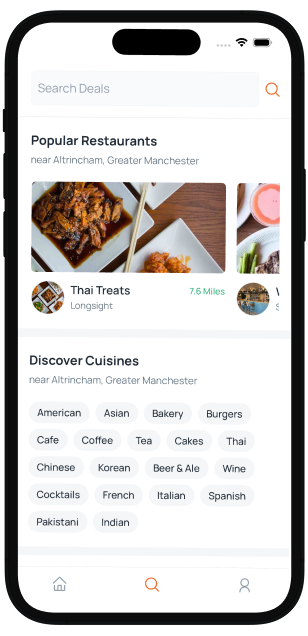 Search Deals
Popular Restaurants
near Altrincham, Greater Manchester
Thai Treats
7.6 Miles
Longsight
Discover Cuisines
near Altrincham, Greater Manchester
American Asian Bakery Burgers
Cafe Coffee Tea Cakes Thai
Chinese Korean Beer & Ale Wine
Cocktails French Italian Spanish
Pakistani Indian